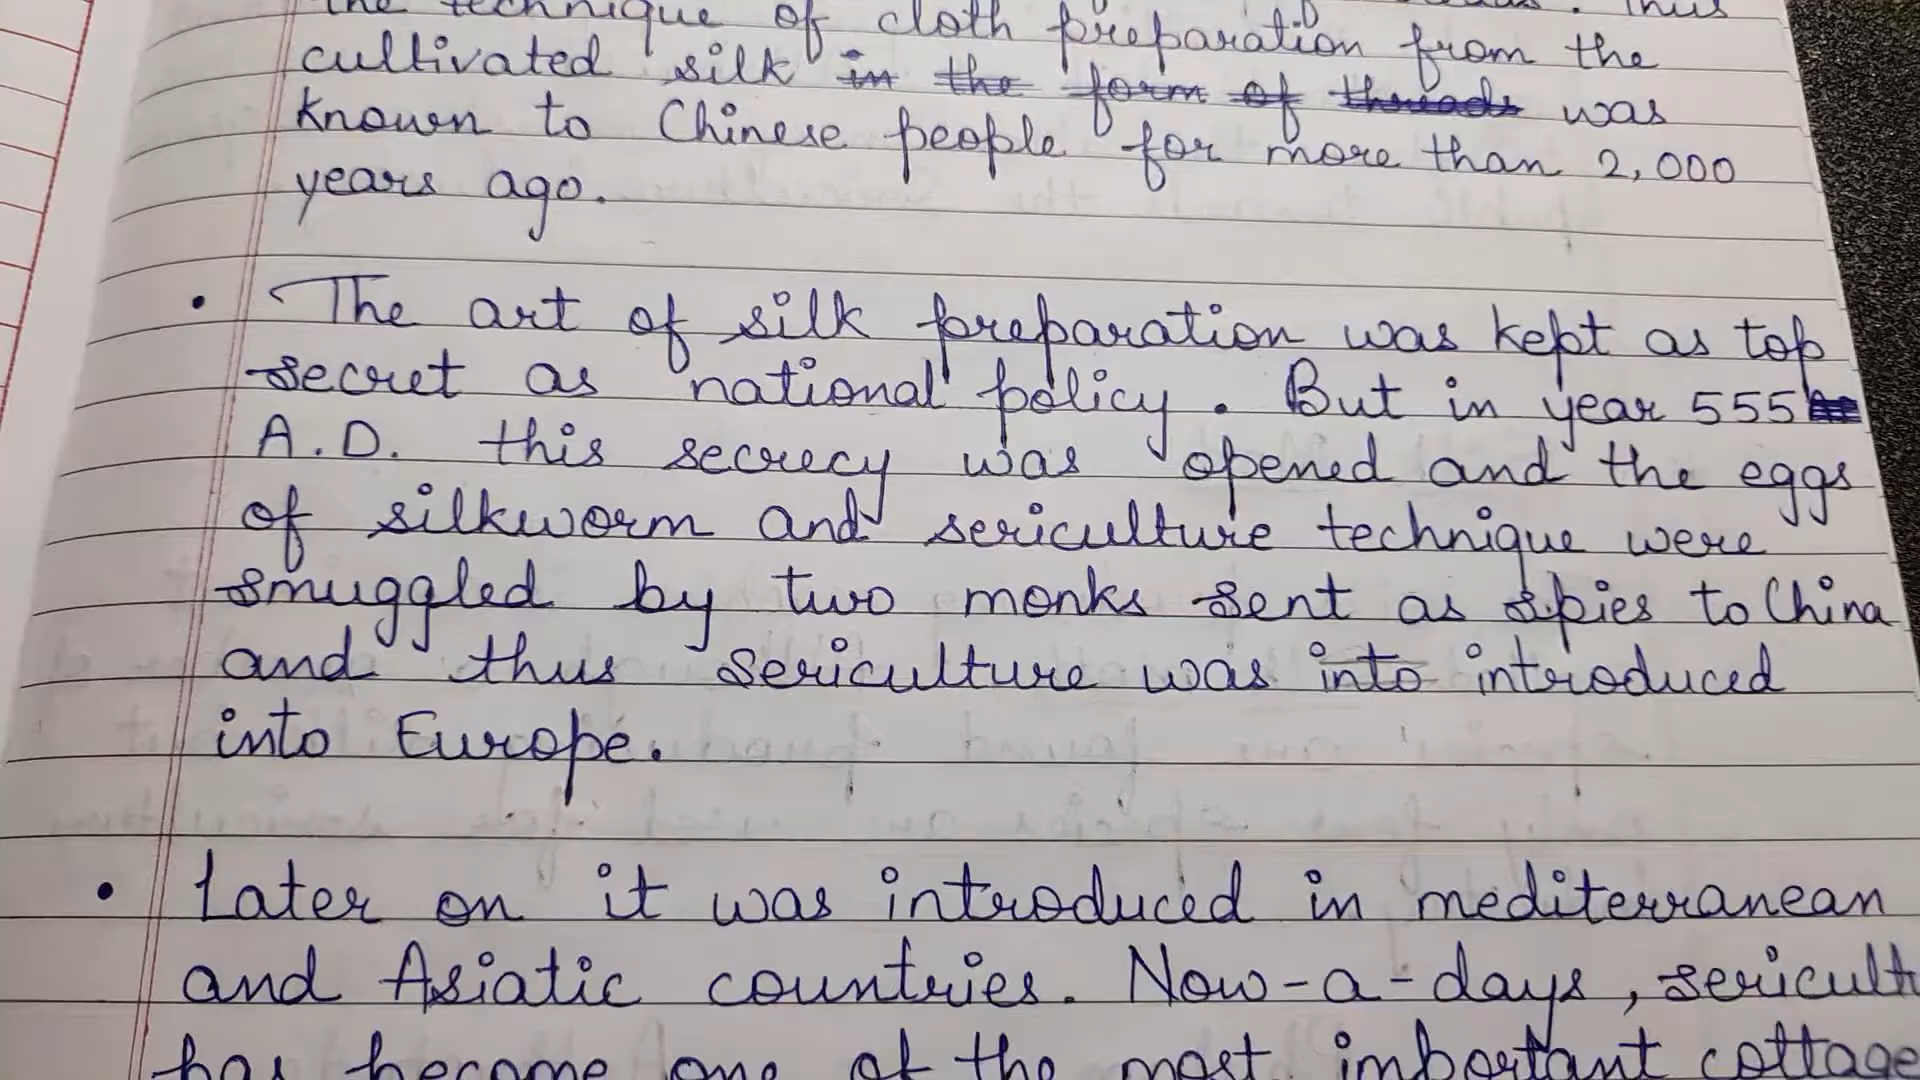 the technique of cloth preparation from the
Thus
cultivated silk in the form of threads was
known to Chinese people for more than 2,000
years ago.
• The art of silk preparation was kept as top
secret as national policy. But in year 555
A.D. this secrecy was opened and the eggs
of silkworm and sericulture technique were
smuggled by two monks sent as spies to China
and thus sericulture was into introduced
into Europe.
• Later on it was introduced in mediterranean
and Asiatic countries. Now-a-days, sericult
has become one of the most important cottage